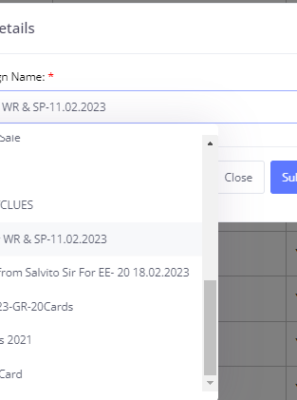 etails
gn Name: *
WR & SP-11.02.2023
Sale
CLUES
WR & SP-11.02.2023
from Salvito Sir For EE- 20 18.02.2023
23-GR-20Cards
s 2021
Card
Close
Sul